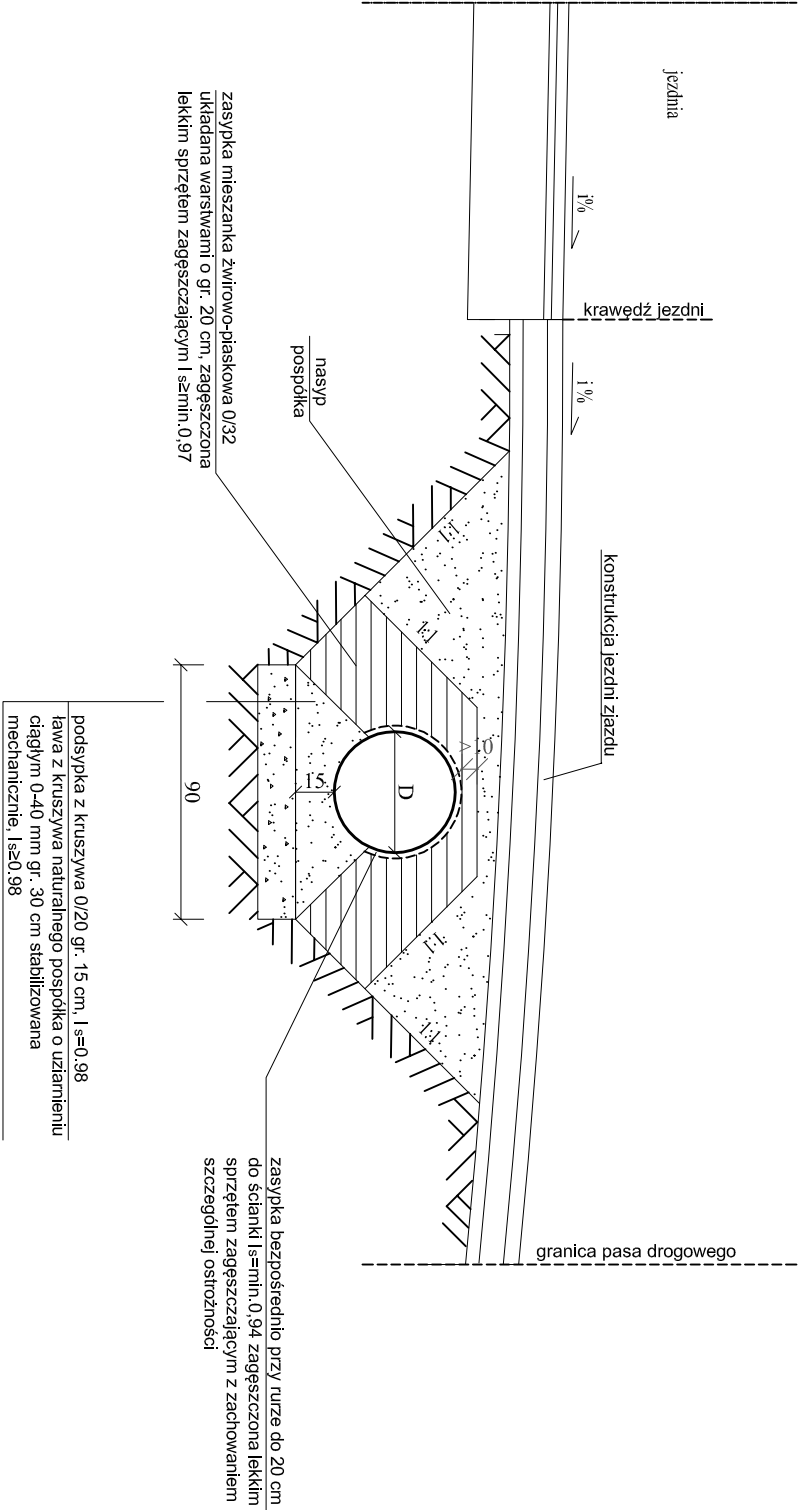 jezdnia
i%
krawędź jezdni
i%
konstrukcja jezdni zjazdu
granica pasa drogowego
zasypka mieszanka żwirowo-piaskowa 0/32
układana warstwami o gr. 20 cm, zagęszczona
lekkim sprzętem zagęszczającym Is≥min.0,97
nasyp
pospółka
1:1
1:1
>10
D
15
1:1
1:1
90
podsypka z kruszywa 0/20 gr. 15 cm, Is=0.98
ława z kruszywa naturalnego pospółka o uziarnieniu
ciągłym 0-40 mm gr. 30 cm stabilizowana
mechanicznie, Is≥0.98
zasypka bezpośrednio przy rurze do 20 cm
do ścianki Is=min.0,94 zagęszczona lekkim
sprzętem zagęszczającym z zachowaniem
szczególnej ostrożności